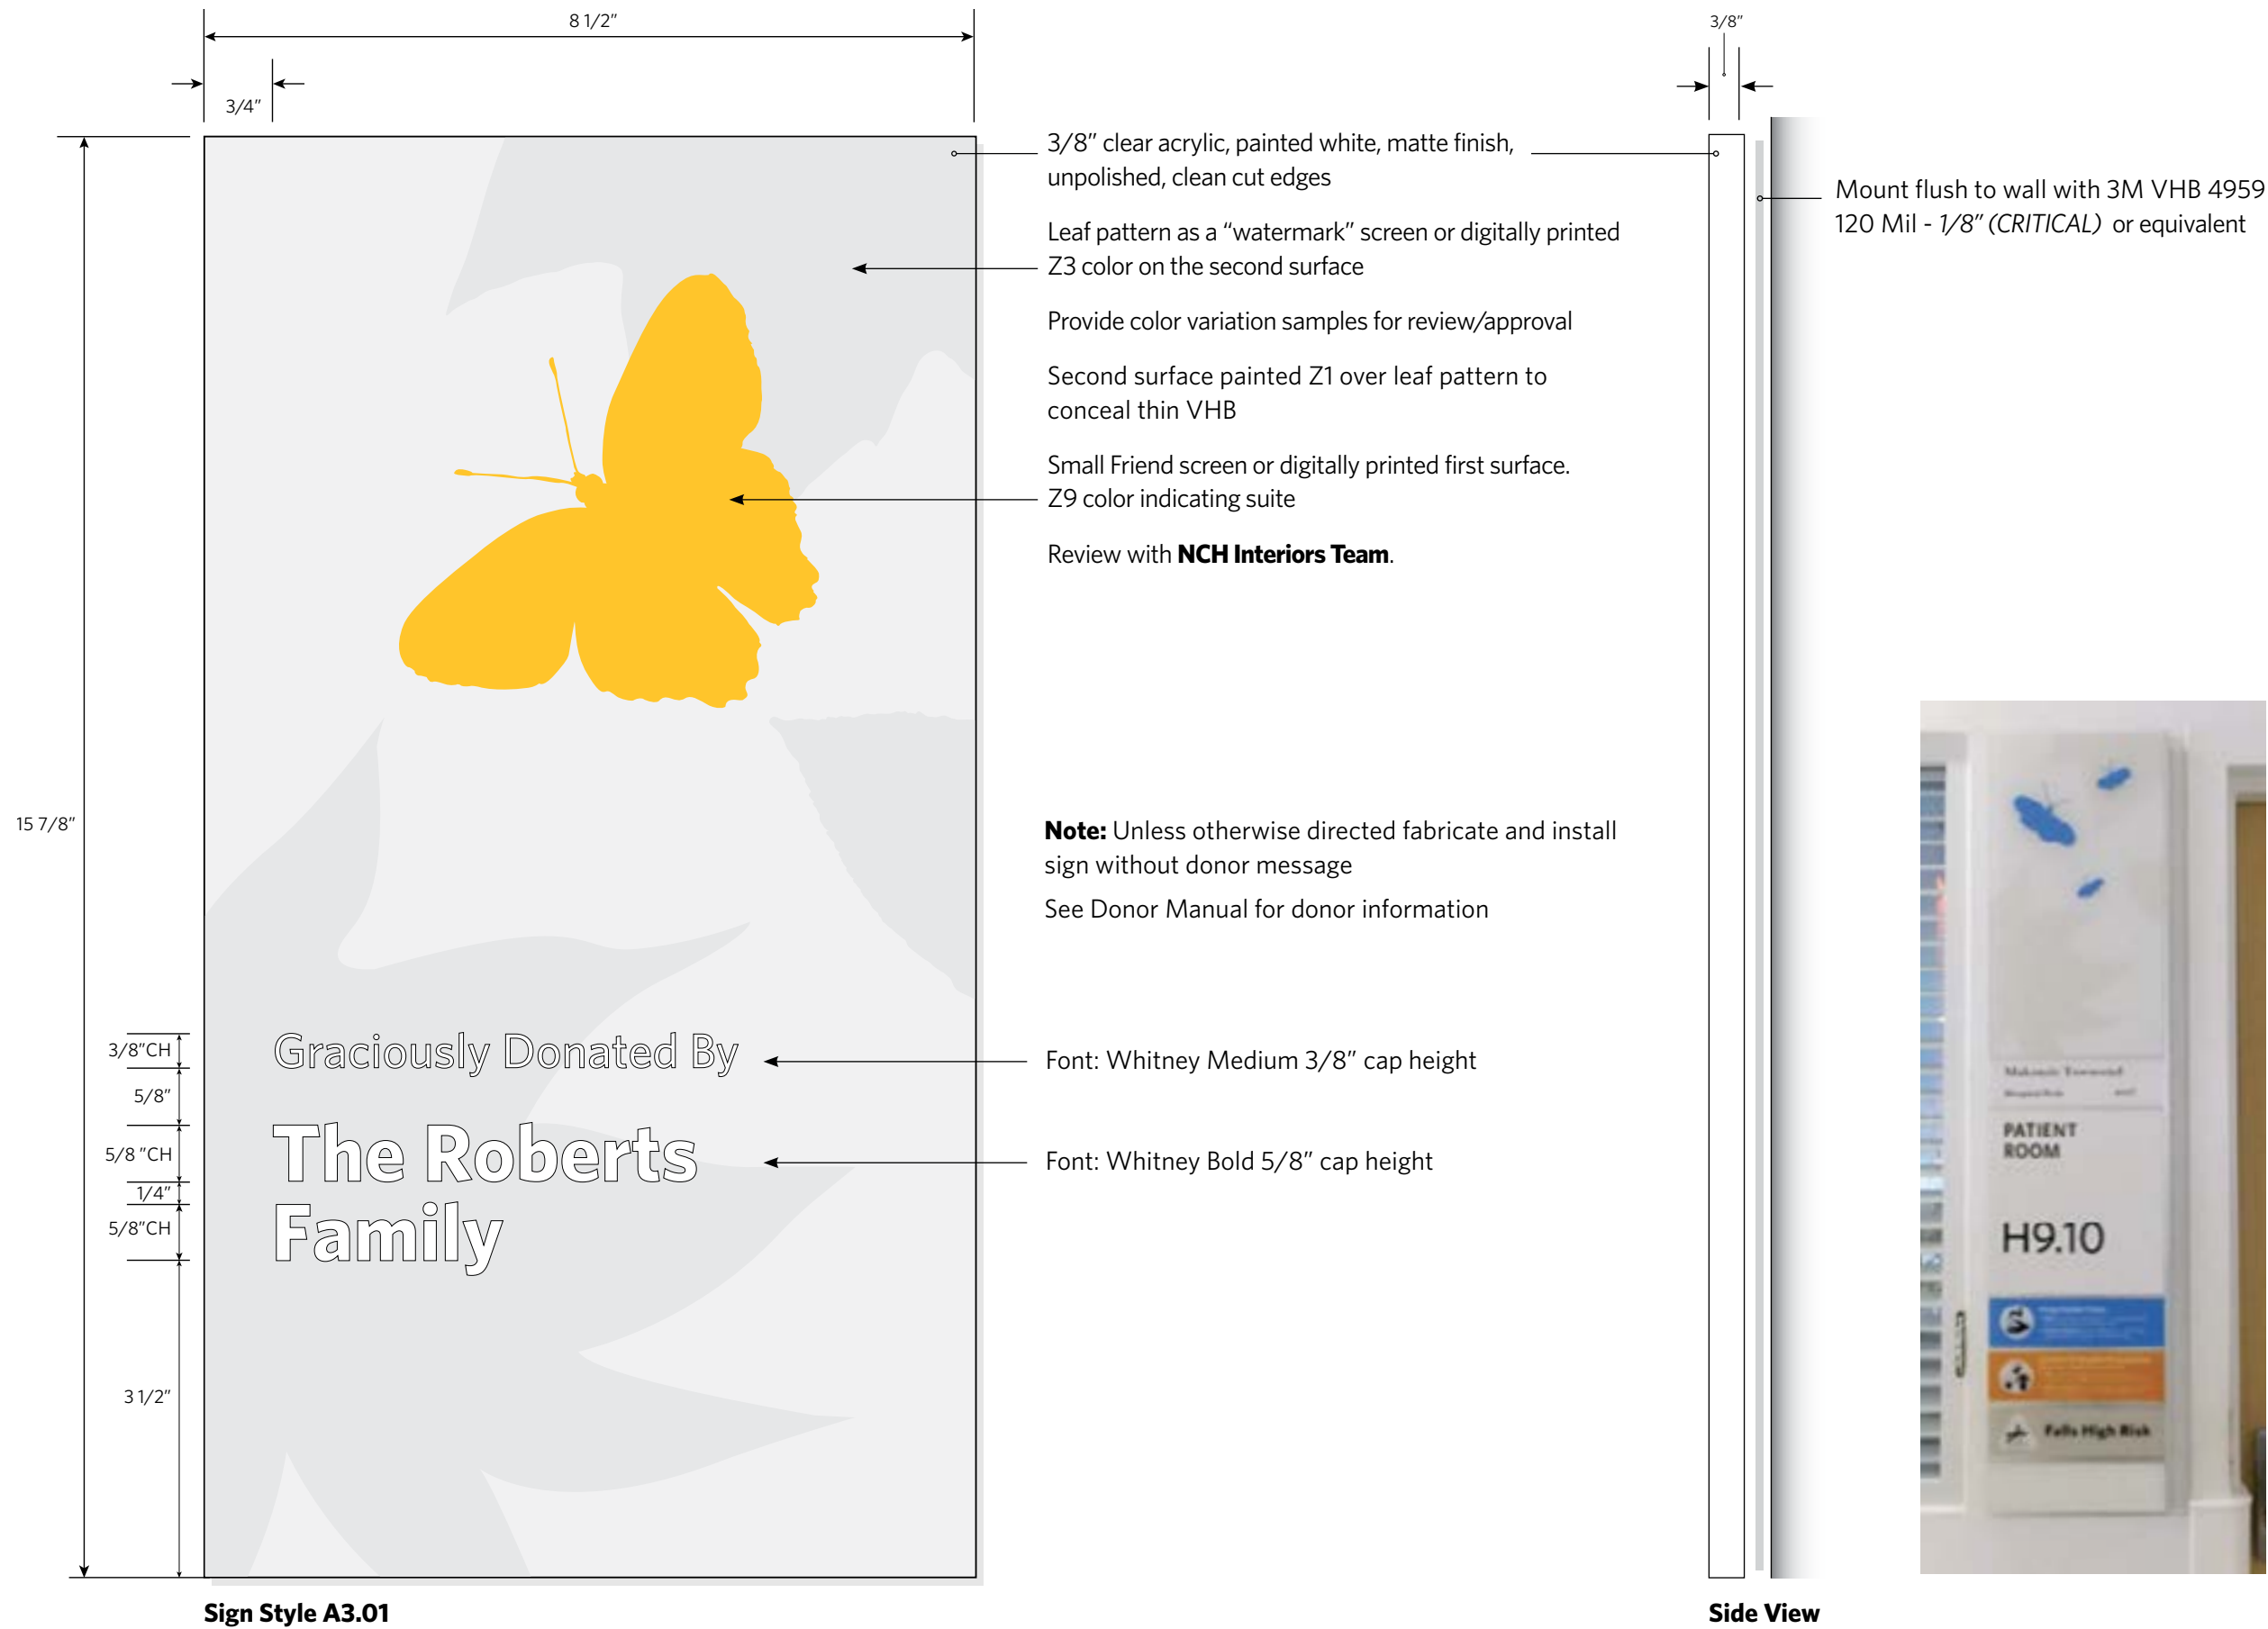 8 1/2"
3/8"
3/4"
3/8" clear acrylic, painted white, matte finish,
unpolished, clean cut edges
Mount flush to wall with 3M VHB 4959
120 Mil - 1/8" (CRITICAL) or equivalent
Leaf pattern as a “watermark” screen or digitally printed
Z3 color on the second surface
Provide color variation samples for review/approval
Second surface painted Z1 over leaf pattern to
conceal thin VHB
Small Friend screen or digitally printed first surface.
Z9 color indicating suite
Review with NCH Interiors Team.
15 7/8"
Note: Unless otherwise directed fabricate and install
sign without donor message
See Donor Manual for donor information
3/8"CH
5/8"
5/8 "CH
1/4"
5/8"CH
3 1/2"
Graciously Donated By
The Roberts
Family
Font: Whitney Medium 3/8" cap height
Font: Whitney Bold 5/8" cap height
PATIENT
ROOM
H9.10
Falls High Risk
Sign Style A3.01
Side View